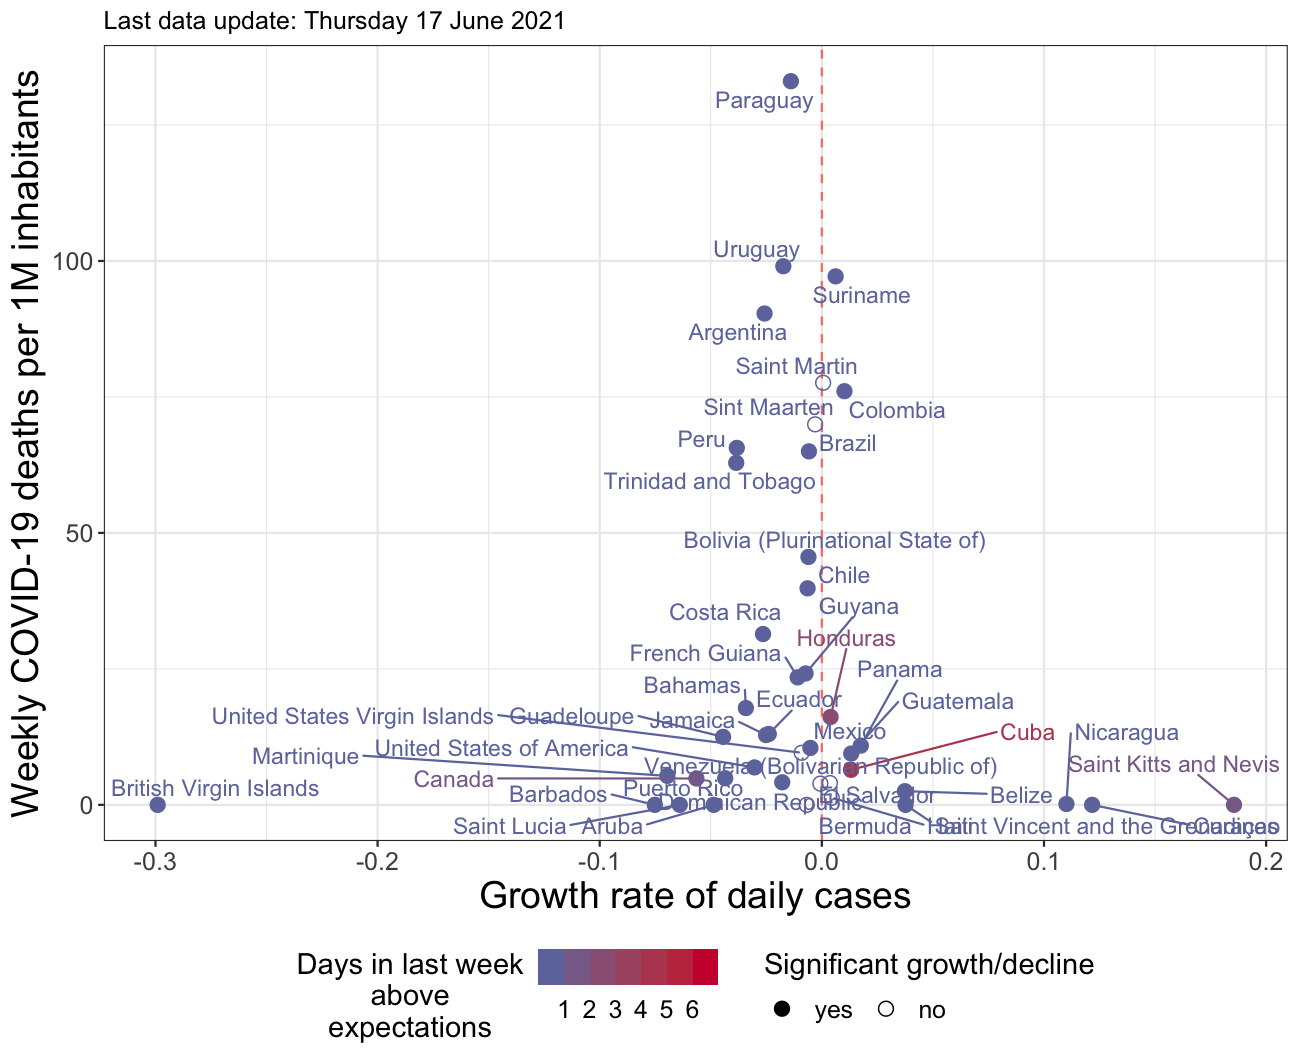 Last data update: Thursday 17 June 2021
Weekly COVID-19 deaths per 1M inhabitants
100
50
0
Paraguay
Uruguay
Suriname
Argentina
Saint Martin
Sint Maarten
Colombia
Peru
Brazil
Trinidad and Tobago
Bolivia (Plurinational State of)
Chile
Guyana
Costa Rica
Honduras
French Guiana
Panama
Bahamas
Ecuador
Guatemala
United States Virgin Islands
Guadeloupe
Jamaica
Mexico
Cuba
Nicaragua
United States of America
Martinique
Venezuela (Bolivarian Republic of)
Saint Kitts and Nevis
Canada
British Virgin Islands
Puerto Rico
Barbados
Dominican Republic
El Salvador
Belize
Saint Lucia
Aruba
Bermuda
Haiti
Saint Vincent and the Grenadines
Curaçao
-0.3
-0.2
-0.1
0.0
0.1
0.2
Growth rate of daily cases
Days in last week
above
expectations
1 2 3 4 5 6
Significant growth/decline
yes
no